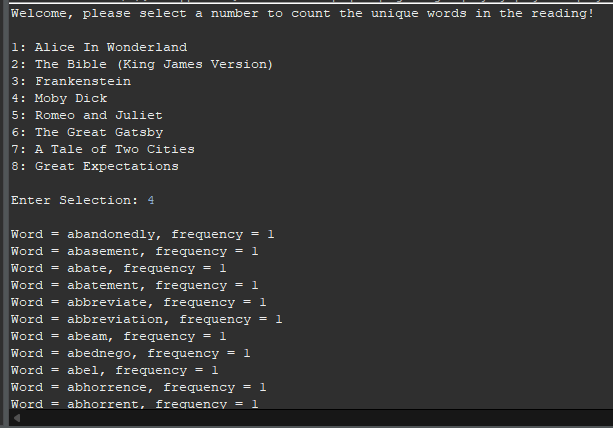 Welcome, please select a number to count the unique words in the reading!
1: Alice In Wonderland
2: The Bible (King James Version)
3: Frankenstein
4: Moby Dick
5: Romeo and Juliet
6: The Great Gatsby
7: A Tale of Two Cities
8: Great Expectations
Enter Selection: 4
Word = abandonedly, frequency = 1
Word = abasement, frequency = 1
Word = abate, frequency = 1
Word = abatement, frequency = 1
Word = abbreviate, frequency = 1
Word = abbreviation, frequency = 1
Word = abeam, frequency = 1
Word = abednego, frequency = 1
Word = abel, frequency = 1
Word = abhorrence, frequency = 1
Word = abhorrent, frequency = 1